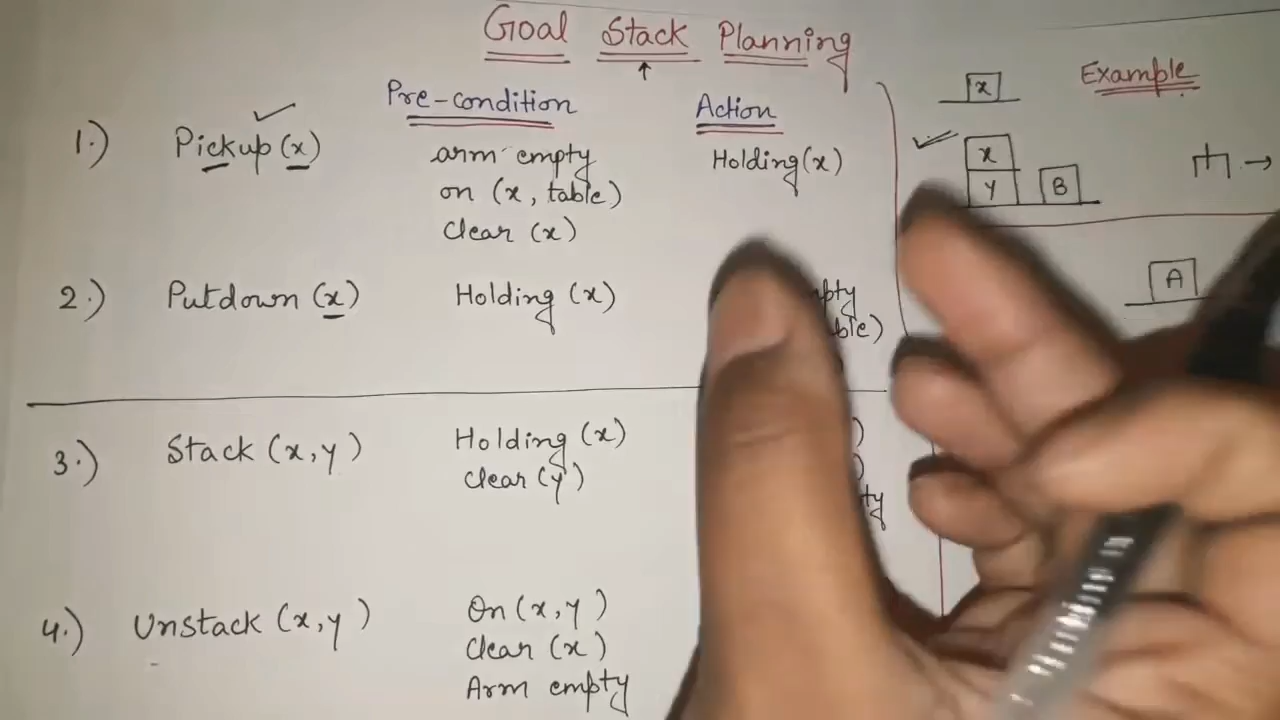 Goal Stack Planning
Pre-condition Action
1.) Pickup (x) arm empty Holding(x)
on (x, table)
Clear (x)
2.) Putdown (x) Holding (x)
3.) Stack (x,y) Holding (x)
Clear (y)
4.) Unstack (x,y) On (x,y)
Clear (x)
Arm empty
Example
x
x
y B
A